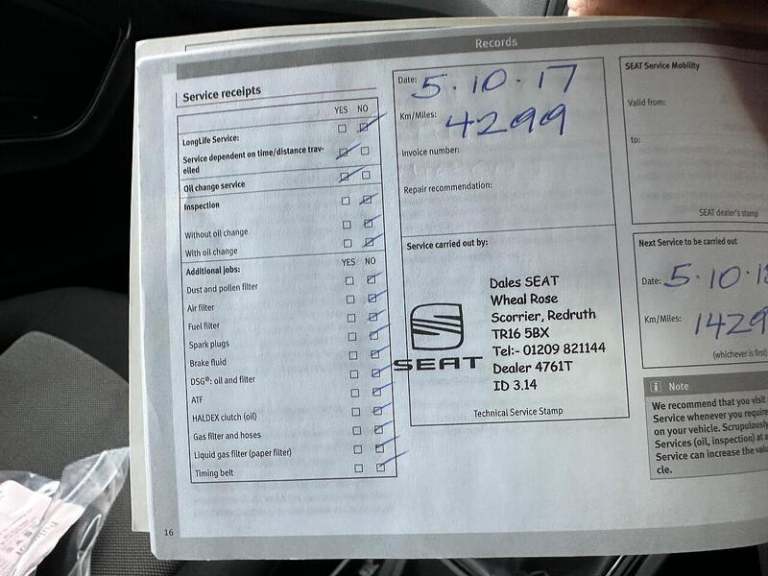 Records
Service receipts
YES NO
LongLife Service:
Service dependent on time/distance trav-
elled
Oil change service
Inspection
Without oil change
With oil change
Additional jobs: YES NO
Dust and pollen filter
Air filter
Fuel filter
Spark plugs
Brake fluid
DSG®: oil and filter
ATF
HALDEX clutch (oil)
Gas filter and hoses
Liquid gas filter (paper filter)
Timing belt
16
Date: 5.10.17
Km/Miles: 4299
Invoice number:
Repair recommendation:
Service carried out by:
SEAT
Dales SEAT
Wheal Rose
Scorrier, Redruth
TR16 5BX
Tel:- 01209 821144
Dealer 4761T
ID 3.14
Technical Service Stamp
SEAT Service Mobility
Valid from:
to:
SEAT dealer's stamp
Next Service to be carried out
Date: 5.10.1
Km/Miles: 1429
(whichever is first)
i Note
We recommend that you visit
Service whenever you require
on your vehicle. Scrupulously
Services (oil, inspection) at a
Service can increase the valu
cle.